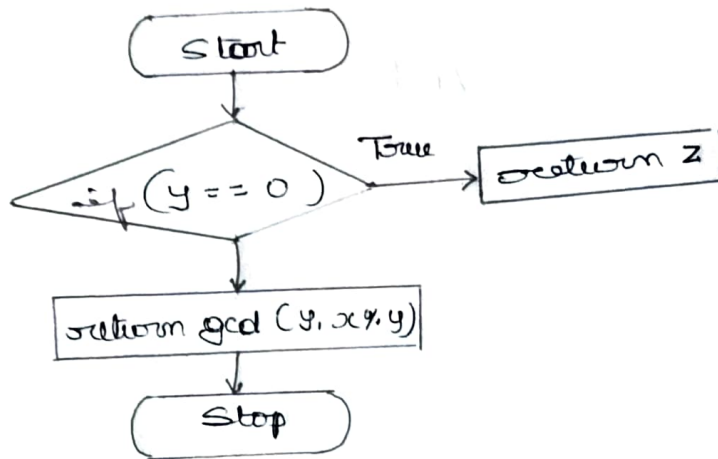 Start
if (y == 0)
True
return z
return gcd (y, x%y)
Stop